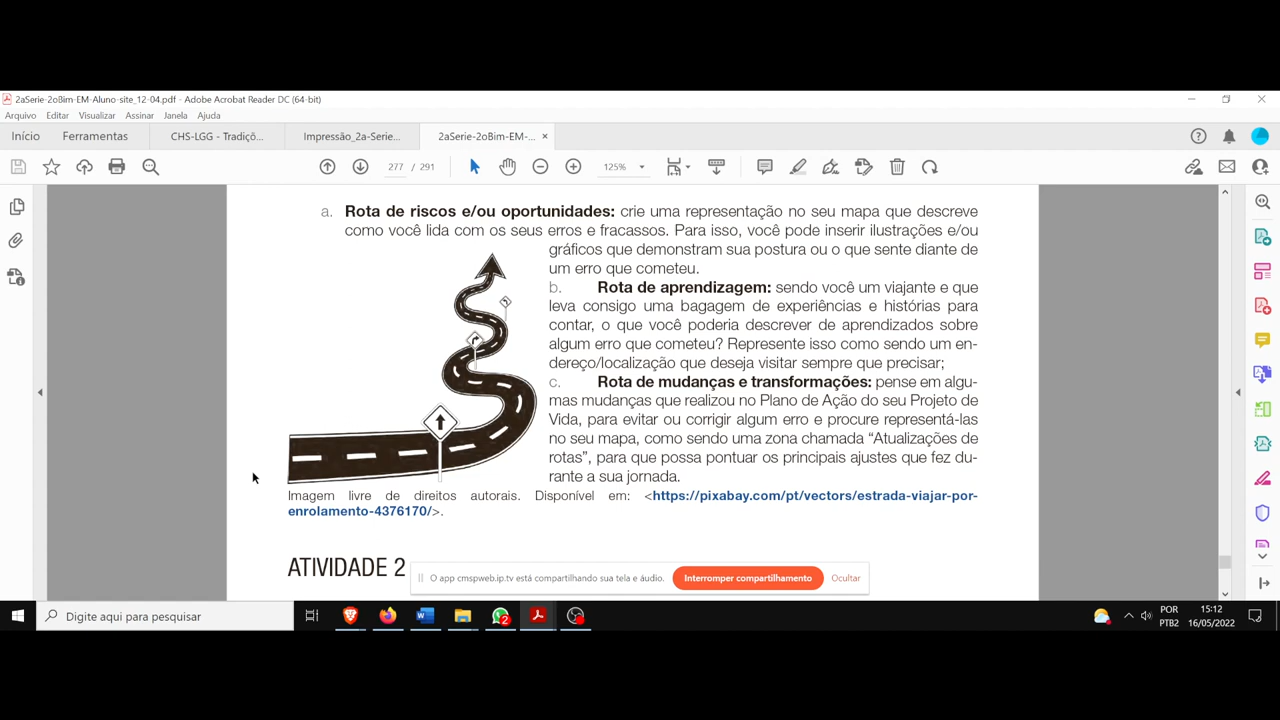 2aSerie-2oBim-EM-Aluno-site_12-04.pdf - Adobe Acrobat Reader DC (64-bit)
Arquivo Editar Visualizar Assinar Janela Ajuda
Início Ferramentas CHS-LGG - Tradiçõ... Impressão_2a-Serie... 2aSerie-2oBim-EM-...
277 / 291 125%
a. Rota de riscos e/ou oportunidades: crie uma representação no seu mapa que descreve
como você lida com os seus erros e fracassos. Para isso, você pode inserir ilustrações e/ou
gráficos que demonstram sua postura ou o que sente diante de
um erro que cometeu.
b. Rota de aprendizagem: sendo você um viajante e que
leva consigo uma bagagem de experiências e histórias para
contar, o que você poderia descrever de aprendizados sobre
algum erro que cometeu? Represente isso como sendo um en-
dereço/localização que deseja visitar sempre que precisar;
c. Rota de mudanças e transformações: pense em algu-
mas mudanças que realizou no Plano de Ação do seu Projeto de
Vida, para evitar ou corrigir algum erro e procure representá-las
no seu mapa, como sendo uma zona chamada “Atualizações de
rotas”, para que possa pontuar os principais ajustes que fez du-
rante a sua jornada.
Imagem livre de direitos autorais. Disponível em: <https://pixabay.com/pt/vectors/estrada-viajar-por-
enrolamento-4376170/>.
ATIVIDADE 2
O app cmspweb.ip.tv está compartilhando sua tela e áudio. Interromper compartilhamento Ocultar
Digite aqui para pesquisar
2
POR 15:12
PTB2 16/05/2022